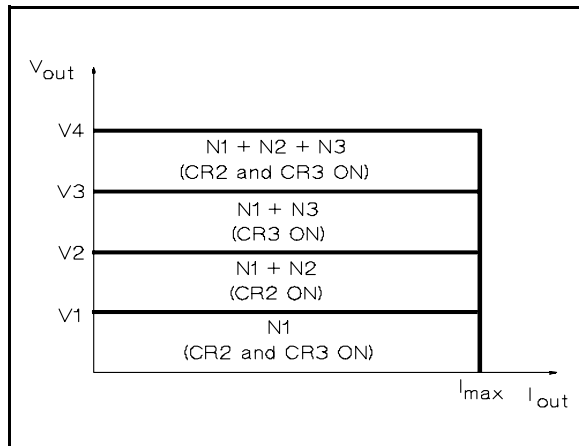 Vout
V4
N1 + N2 + N3
(CR2 and CR3 ON)
V3
N1 + N3
(CR3 ON)
V2
N1 + N2
(CR2 ON)
V1
N1
(CR2 and CR3 ON)
Imax Iout